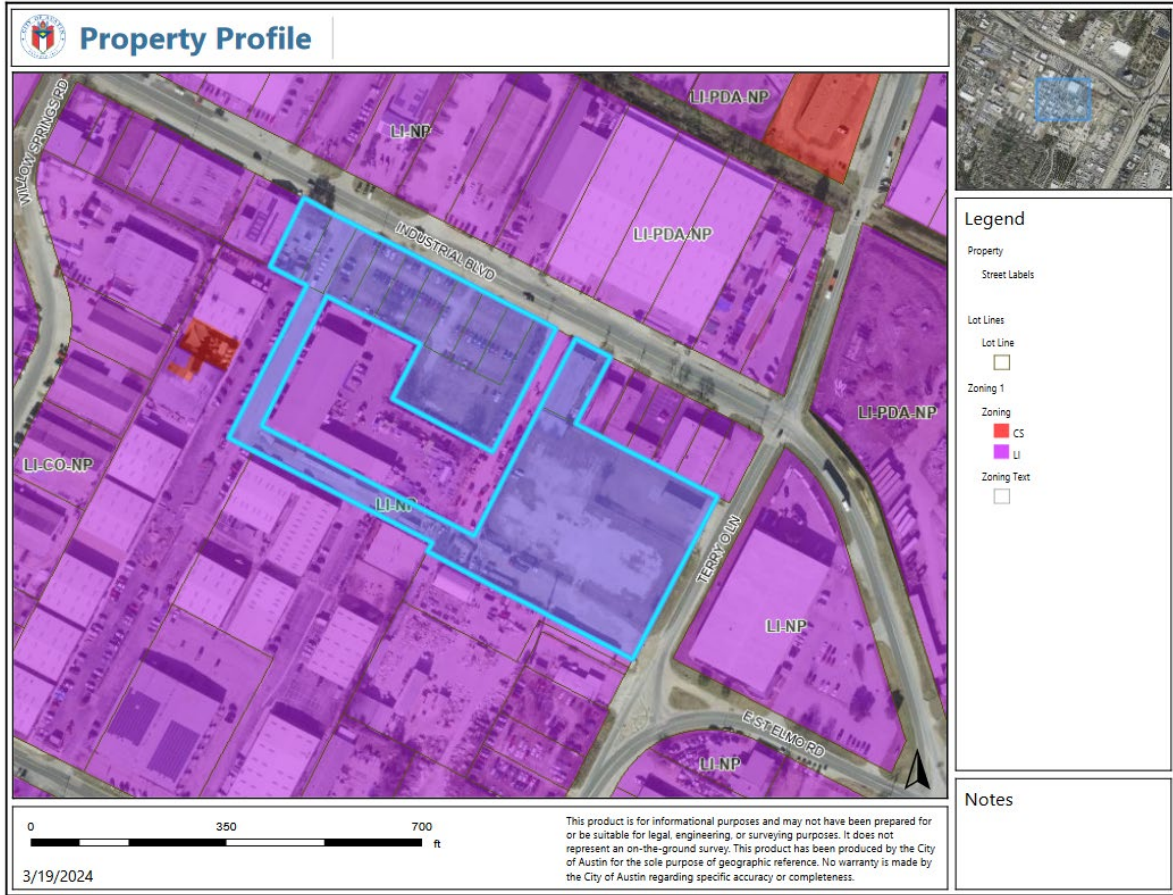 Property Profile
WILLOW SPRINGS RD
LI-NP
LI-PDA-NP
INDUSTRIAL BLVD
LI-PDA-NP
LI-PDA-NP
LI-CO-NP
LI-NP
TERRY O LN
LI-NP
E ST ELMO RD
LI-NP
Legend
Property
Street Labels
Lot Lines
Lot Line
Zoning 1
Zoning
CS
LI
Zoning Text
Notes
0 350 700
ft
3/19/2024
This product is for informational purposes and may not have been prepared for
or be suitable for legal, engineering, or surveying purposes. It does not
represent an on-the-ground survey. This product has been produced by the City
of Austin for the sole purpose of geographic reference. No warranty is made by
the City of Austin regarding specific accuracy or completeness.